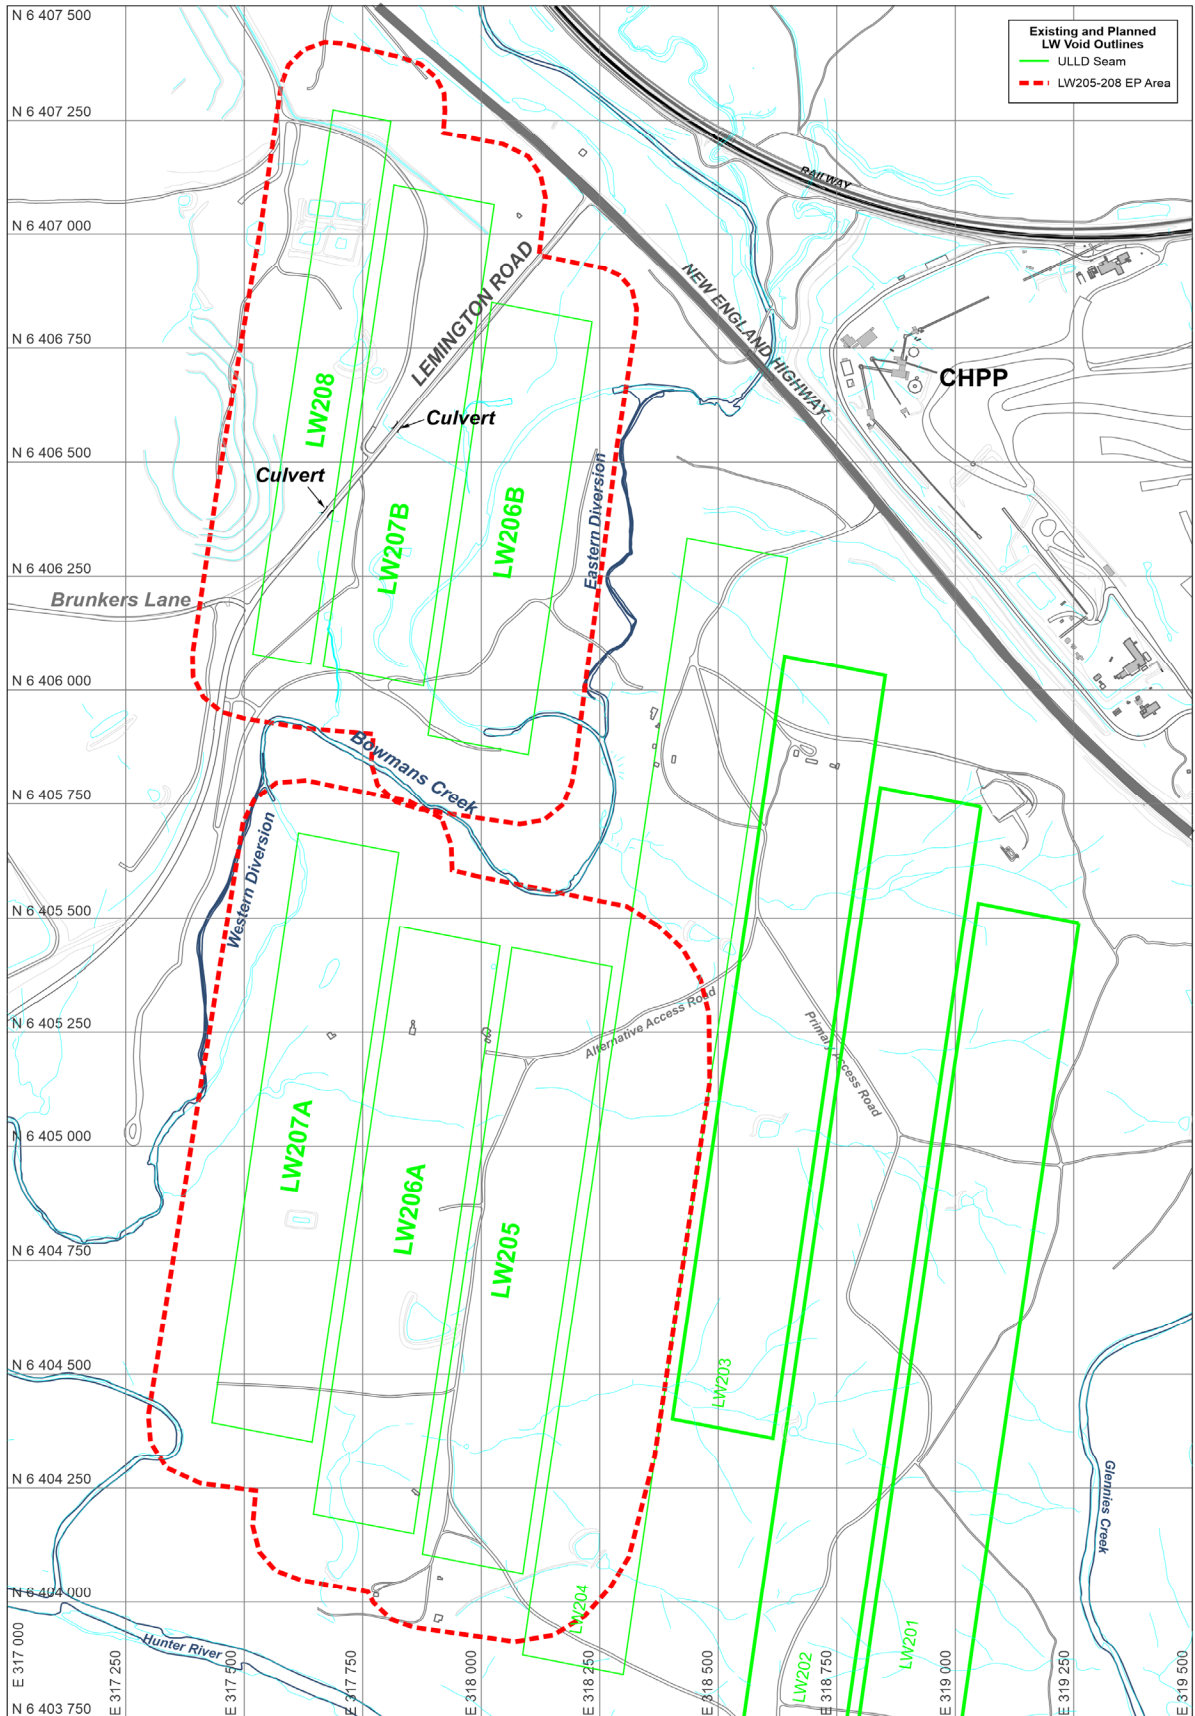 N 6 407 500
Existing and Planned
LW Void Outlines
ULLD Seam
LW205-208 EP Area
N 6 407 250
RAILWAY
N 6 407 000
LEMINGTON ROAD
NEW ENGLAND HIGHWAY
N 6 406 750
CHPP
LW208
Culvert
N 6 406 500
Culvert
Eastern Diversion
LW206B
LW207B
N 6 406 250
Brunkers Lane
N 6 406 000
Bowmans Creek
N 6 405 750
Western Diversion
N 6 405 500
N 6 405 250
Alternative Access Road
Primary Access Road
N 6 405 000
LW207A
LW206A
LW205
N 6 404 750
N 6 404 500
LW203
N 6 404 250
Glennies Creek
N 6 404 000
LW204
Hunter River
LW202
LW201
N 6 403 750
E 317 000
E 317 250
E 317 500
E 317 750
E 318 000
E 318 250
E 318 500
E 318 750
E 319 000
E 319 250
E 319 500